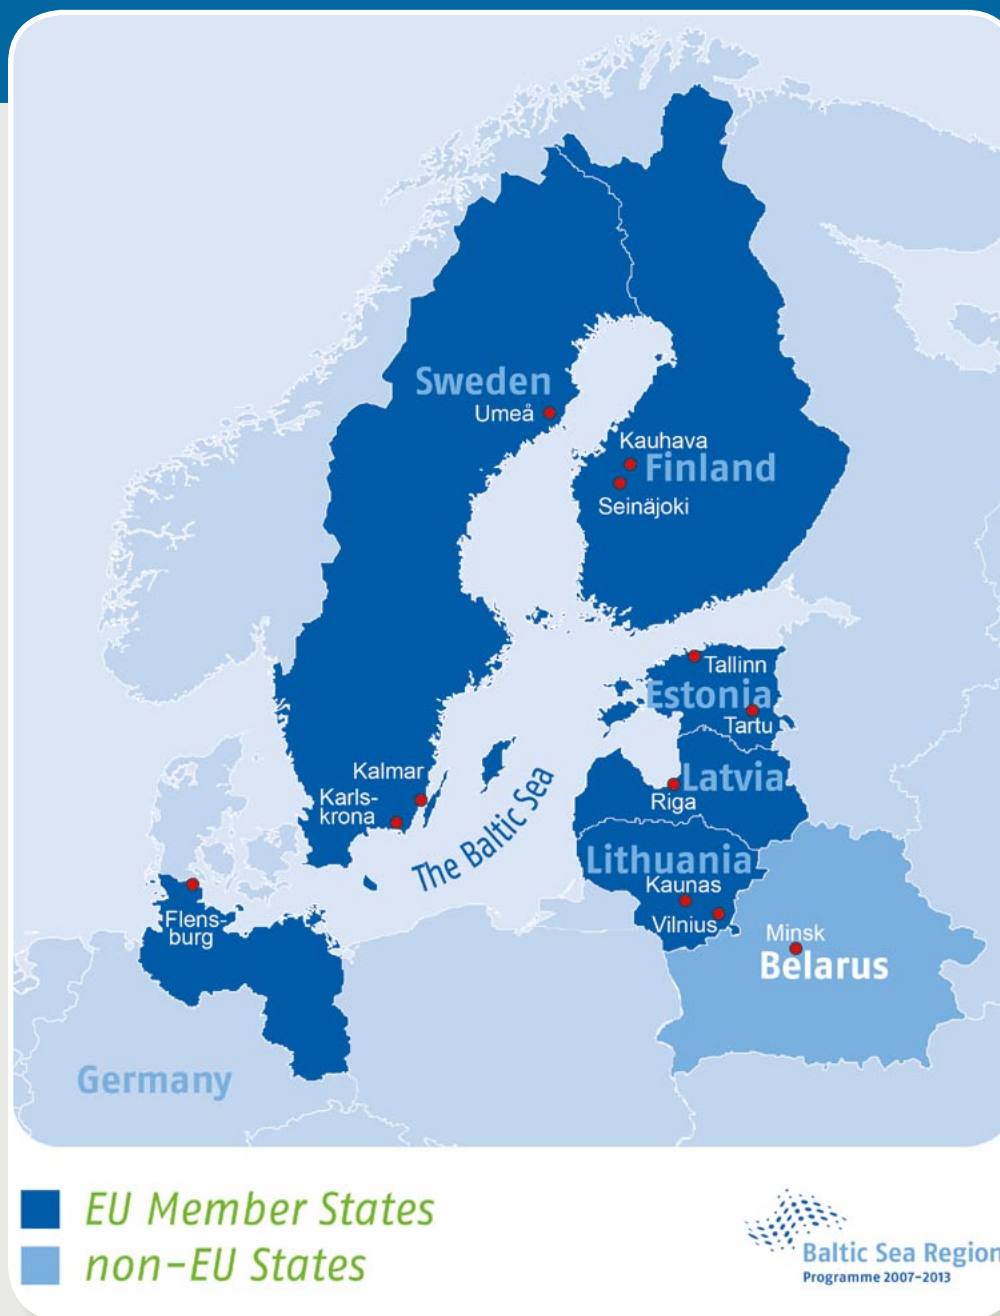 Sweden
Umeå
Kauhava
Finland
Seinäjoki
Tallinn
Estonia
Tartu
Kalmar
Karls-
krona
The Baltic Sea
Latvia
Riga
Lithuania
Kaunas
Vilnius
Flens-
burg
Minsk
Belarus
Germany
EU Member States
non-EU States
Baltic Sea Region
Programme 2007–2013